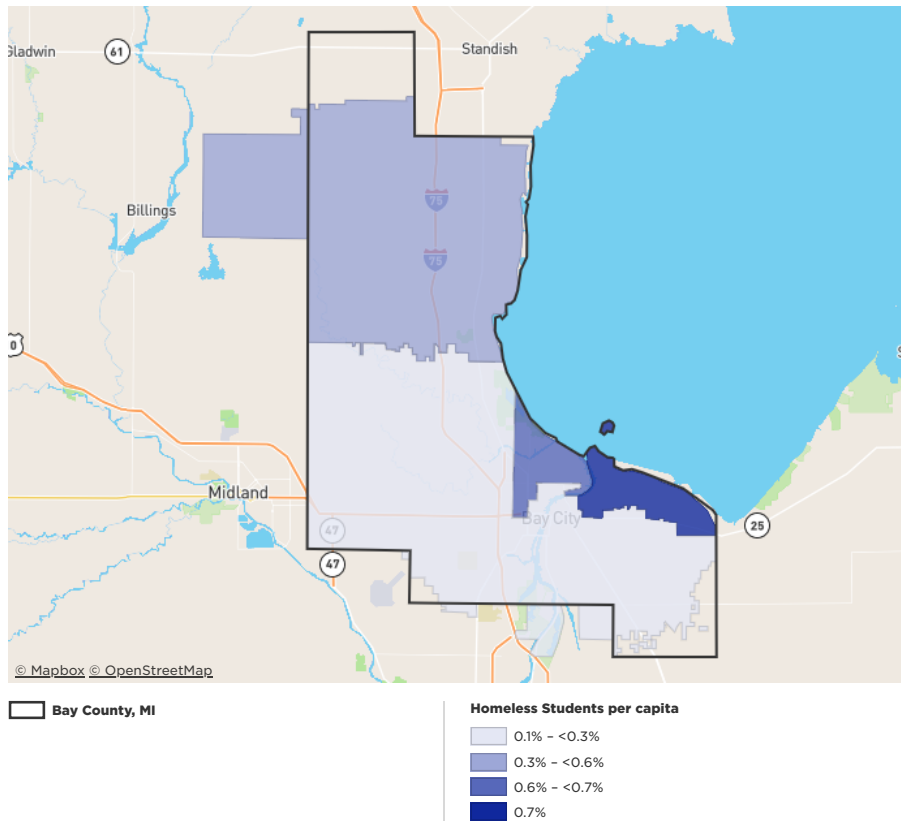 Gladwin
61
Standish
Billings
75
75
0
Midland
Bay City
25
47
47
© Mapbox © OpenStreetMap
Bay County, MI
Homeless Students per capita
0.1% – <0.3%
0.3% – <0.6%
0.6% – <0.7%
0.7%